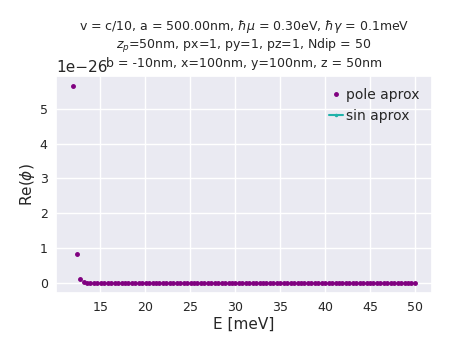 v = c/10, a = 500.00nm, ℏμ = 0.30eV, ℏγ = 0.1meV
z_p=50nm, px=1, py=1, pz=1, Ndip = 50
b = -10nm, x=100nm, y=100nm, z = 50nm
1e−26
pole aprox
sin aprox
5
4
3
2
1
0
Re(ϕ)
15 20 25 30 35 40 45 50
E [meV]